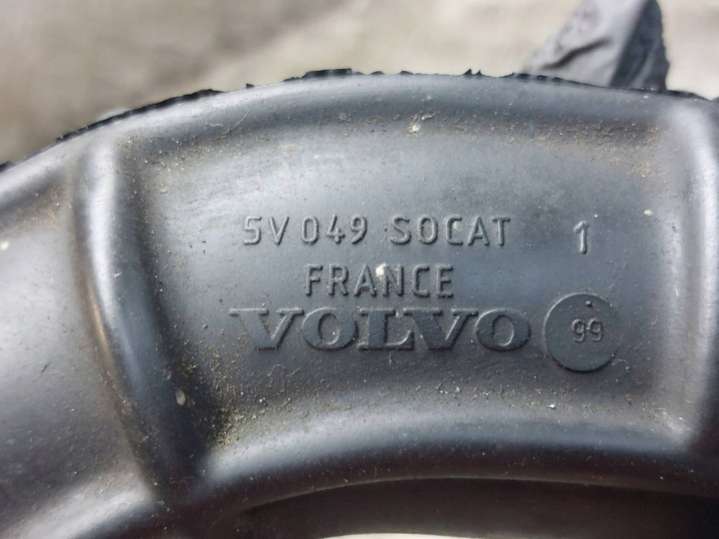 5V049 SOCAT 1
FRANCE
VOLVO 99